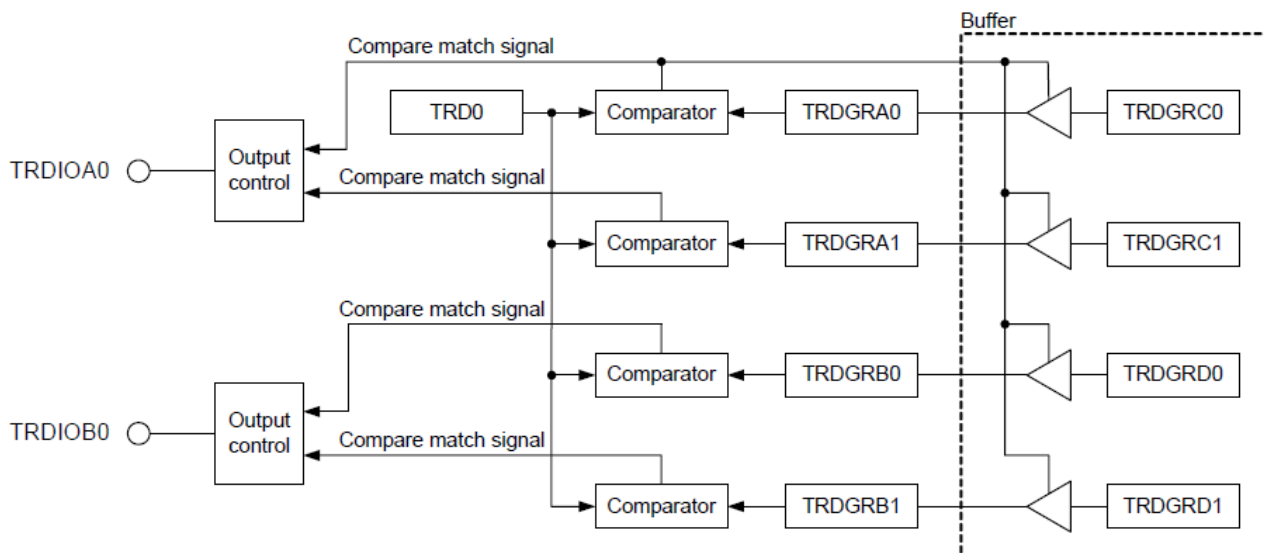 Buffer
Compare match signal
TRD0
Comparator
TRDGRA0
TRDGRC0
TRDIOA0
Output
control
Compare match signal
Comparator
TRDGRA1
TRDGRC1
Compare match signal
Comparator
TRDGRB0
TRDGRD0
TRDIOB0
Output
control
Compare match signal
Comparator
TRDGRB1
TRDGRD1